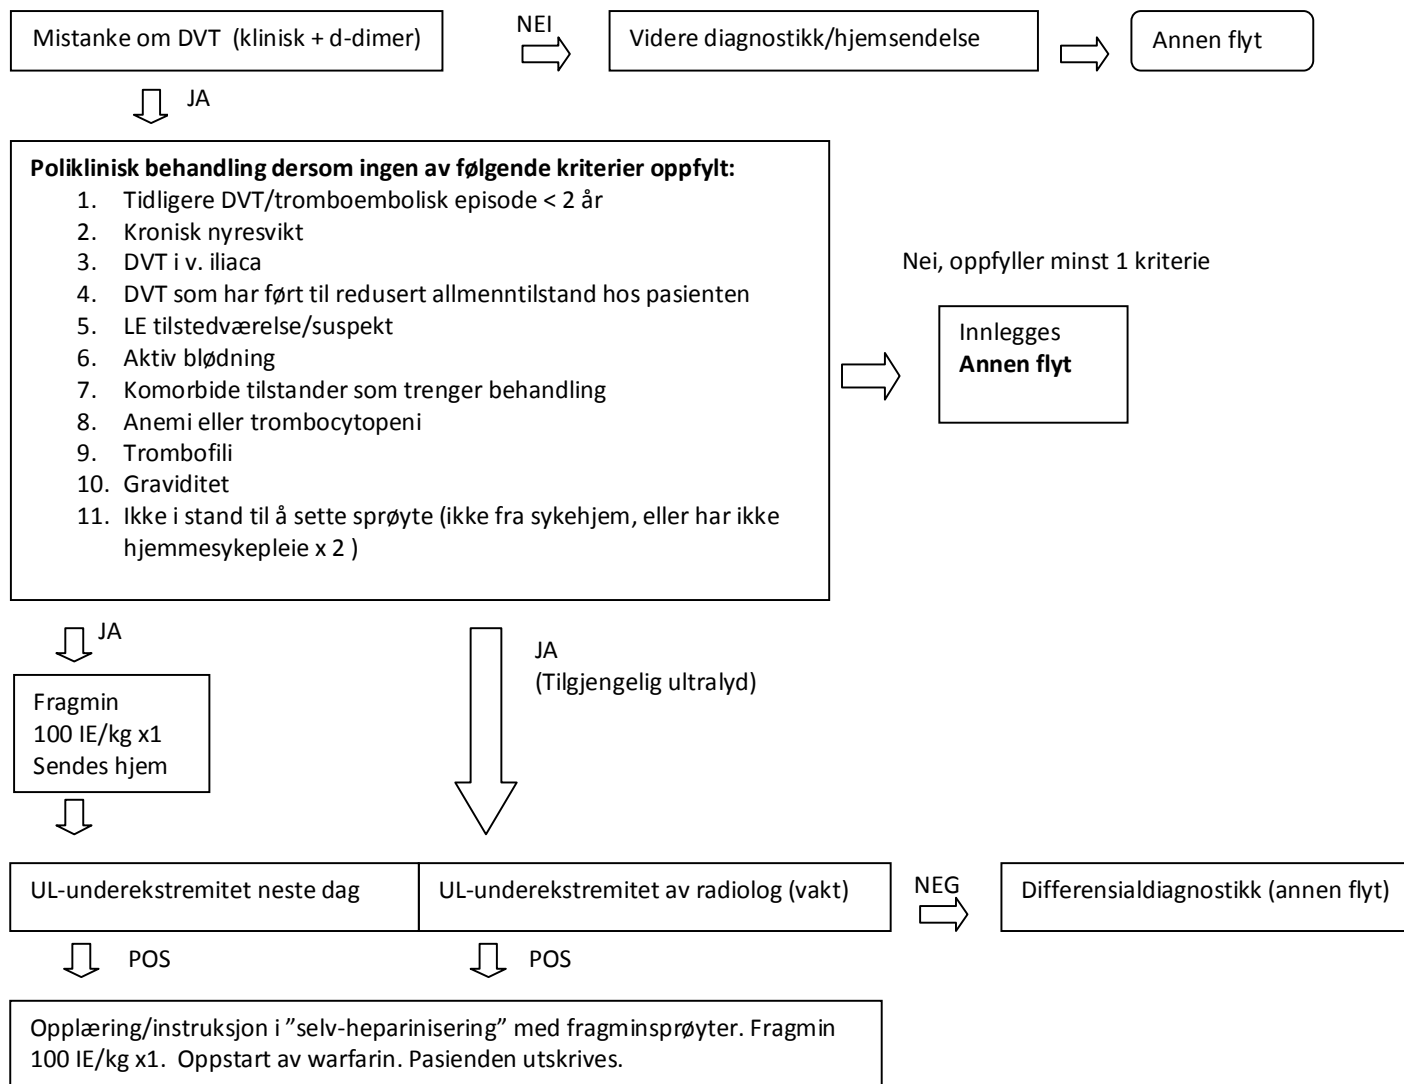 Mistanke om DVT  (klinisk + d-dimer)
NEI
Videre diagnostikk/hjemsendelse
Annen flyt
JA
Poliklinisk behandling dersom ingen av følgende kriterier oppfylt:
1. Tidligere DVT/tromboembolisk episode < 2 år
2. Kronisk nyresvikt
3. DVT i v. iliaca
4. DVT som har ført til redusert allmenntilstand hos pasienten
5. LE tilstedværelse/suspekt
6. Aktiv blødning
7. Komorbide tilstander som trenger behandling
8. Anemi eller trombocytopeni
9. Trombofili
10. Graviditet
11. Ikke i stand til å sette sprøyte (ikke fra sykehjem, eller har ikke
hjemmesykepleie x 2 )
Nei, oppfyller minst 1 kriterie
Innlegges
Annen flyt
JA
Fragmin
100 IE/kg x1
Sendes hjem
JA
(Tilgjengelig ultralyd)
UL-underekstremitet neste dag
UL-underekstremitet av radiolog (vakt)
NEG
Differensialdiagnostikk (annen flyt)
POS
POS
Opplæring/instruksjon i ”selv-heparinisering” med fragminsprøyter. Fragmin
100 IE/kg x1.  Oppstart av warfarin. Pasienden utskrives.